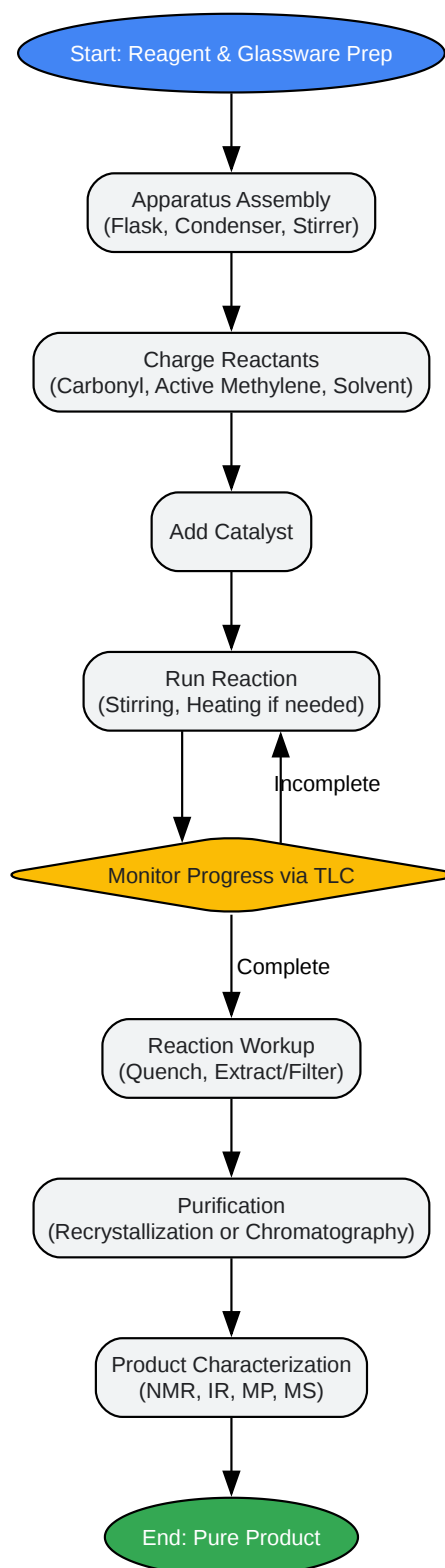 Start: Reagent & Glassware Prep
Apparatus Assembly
(Flask, Condenser, Stirrer)
Charge Reactants
(Carbonyl, Active Methylene, Solvent)
Add Catalyst
Run Reaction
(Stirring, Heating if needed)
Incomplete
Monitor Progress via TLC
Complete
Reaction Workup
(Quench, Extract/Filter)
Purification
(Recrystallization or Chromatography)
Product Characterization
(NMR, IR, MP, MS)
End: Pure Product